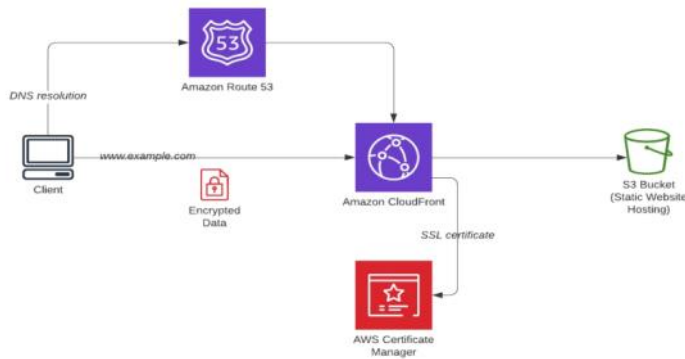 53
Amazon Route 53
DNS resolution
www.example.com
Client
Encrypted
Data
Amazon CloudFront
S3 Bucket
(Static Website
Hosting)
SSL certificate
AWS Certificate
Manager